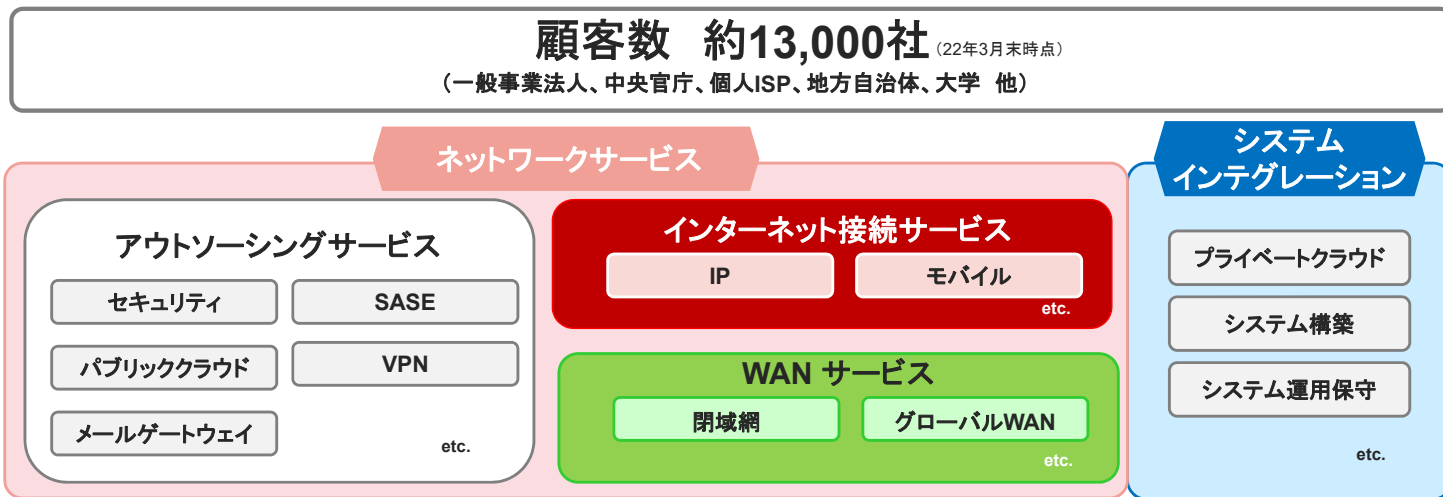 顧客数 約13,000社(22年3月末時点)
(一般事業法人、中央官庁、個人ISP、地方自治体、大学 他)
ネットワークサービス
アウトソーシングサービス
セキュリティ
SASE
パブリッククラウド
VPN
メールゲートウェイ
etc.
インターネット接続サービス
IP
モバイル
etc.
WAN サービス
閉域網
グローバルWAN
etc.
システム
インテグレーション
プライベートクラウド
システム構築
システム運用保守
etc.